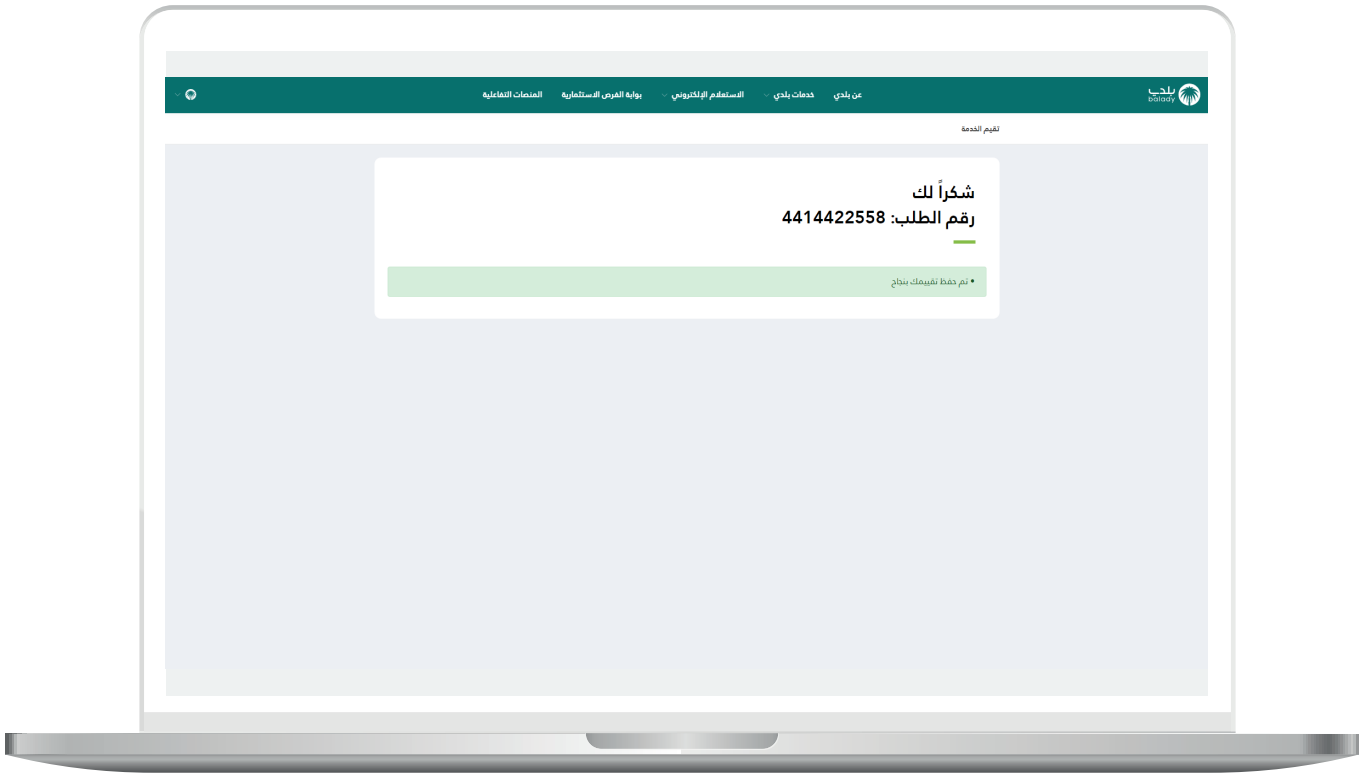 بلدي
balady
عن بلدي
خدمات بلدي
الاستعلام الإلكتروني
بوابة الفرص الاستثمارية
المنصات التفاعلية
تقيم الخدمة
شكراً لك
رقم الطلب: 4414422558
• تم حفظ تقييمك بنجاح